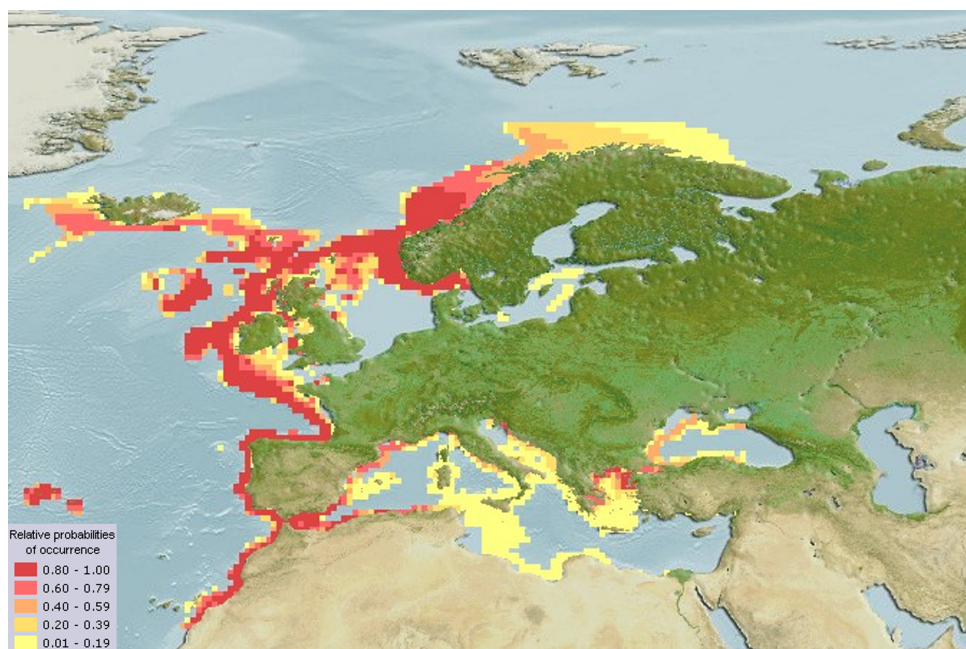 Relative probabilities
of occurrence
0.80 - 1.00
0.60 - 0.79
0.40 - 0.59
0.20 - 0.39
0.01 - 0.19